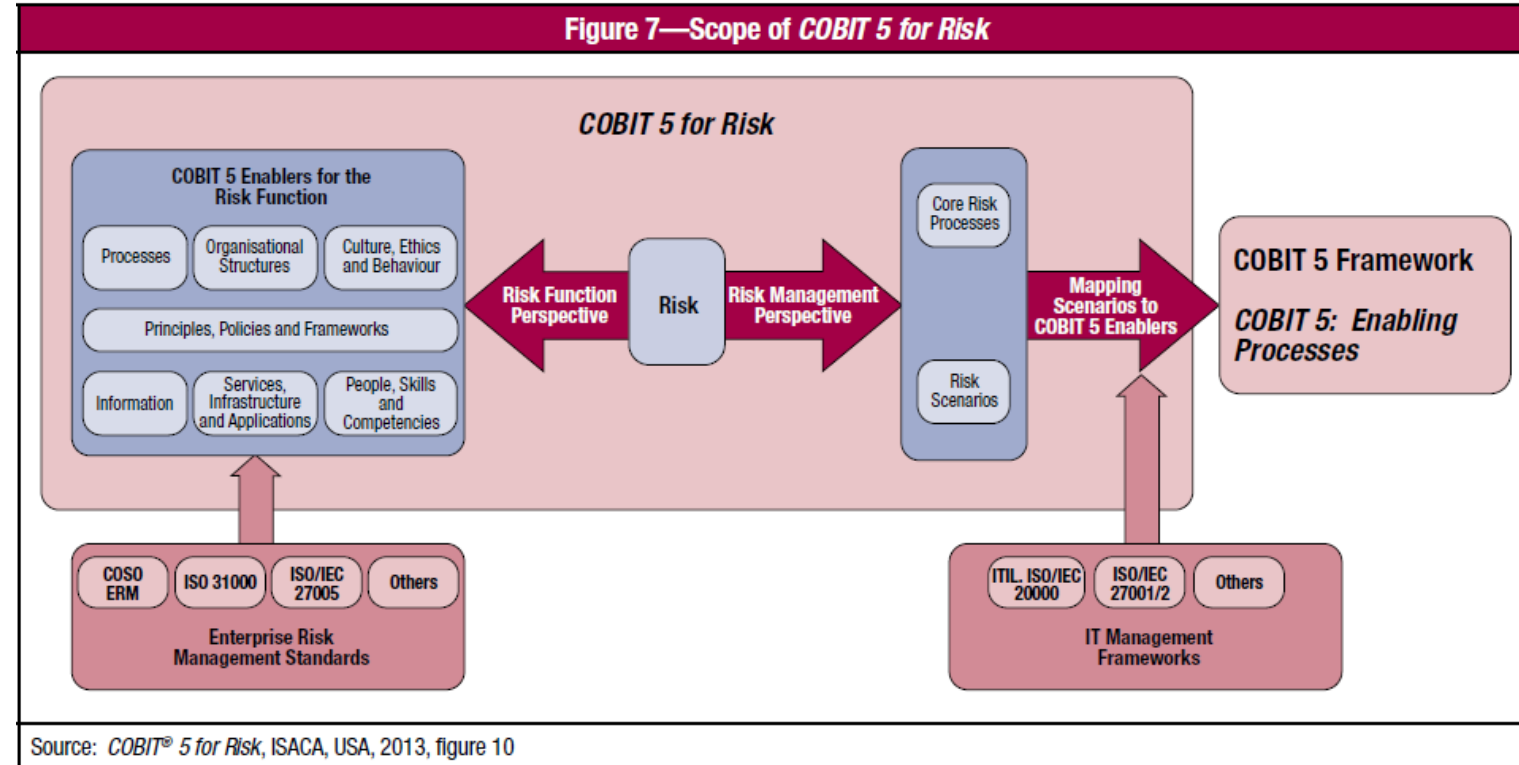 Figure 7—Scope of COBIT 5 for Risk
COBIT 5 for Risk
COBIT 5 Enablers for the
Risk Function
Processes
Organisational
Structures
Culture, Ethics
and Behaviour
Principles, Policies and Frameworks
Information
Services,
Infrastructure
and Applications
People, Skills
and
Competencies
Risk Function
Perspective
Risk
Risk Management
Perspective
Core Risk
Processes
Risk
Scenarios
Mapping
Scenarios to
COBIT 5 Enablers
COBIT 5 Framework
COBIT 5: Enabling
Processes
COSO
ERM
ISO 31000
ISO/IEC
27005
Others
Enterprise Risk
Management Standards
ITIL. ISO/IEC
20000
ISO/IEC
27001/2
Others
IT Management
Frameworks
Source: COBIT® 5 for Risk, ISACA, USA, 2013, figure 10